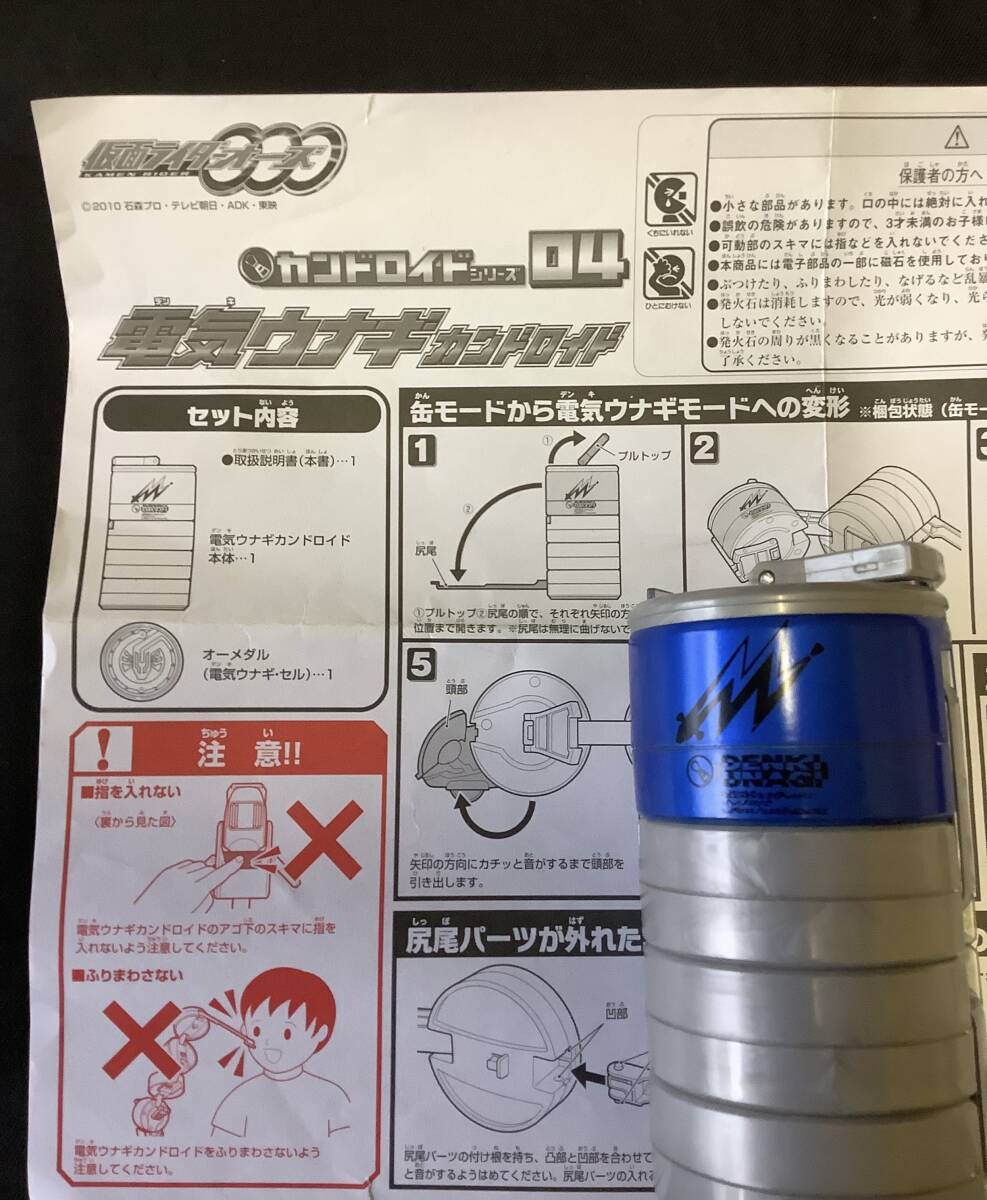 仮面ライダーオーズ
KAMEN RIDER
©2010 石森プロ・テレビ朝日・ADK・東映
カンドロイドシリーズ 04
デンキ
電気ウナギカンドロイド
保護者の方へ
くちにいれない
ひとにむけない
●小さな部品があります。口の中には絶対に入れ
●誤飲の危険がありますので、3才未満のお子様に
●可動部のスキマには指などを入れないでくださ
●本商品には電子部品の一部に磁石を使用してお
●ぶつけたり、ふりまわしたり、なげるなど乱暴
●発火石は消耗しますので、光が弱くなり、光ら
しないでください。
●発火石の周りが黒くなることがありますが、
了承ください。
セット内容
●取扱説明書(本書)…1
電気ウナギカンドロイド
本体…1
オーメダル
(電気ウナギ・セル)…1
缶モードから電気ウナギモードへの変形 ※梱包状態(缶モー
1
①
プルトップ
②
尻尾
①プルトップ②尻尾の順で、それぞれ矢印の方
位置まで開きます。※尻尾は無理に曲げないで
2
5
頭部
矢印の方向にカチッと音がするまで頭部を
引き出します。
注意!!
■指を入れない
〈裏から見た図〉
電気ウナギカンドロイドのアゴ下のスキマに指を
入れないよう注意してください。
■ふりまわさない
電気ウナギカンドロイドをふりまわさないよう
注意してください。
尻尾パーツが外れた
凹部
尻尾パーツの付け根を持ち、凸部と凹部を合わせて
と音がするようはめてください。尻尾パーツの入れ
DENKI
UNAGI